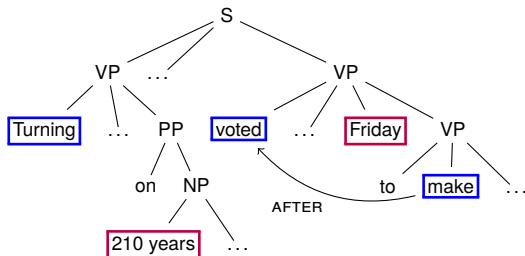 S
VP ... VP
Turning ... PP voted ... Friday VP
on NP to make ...
AFTER
210 years ...